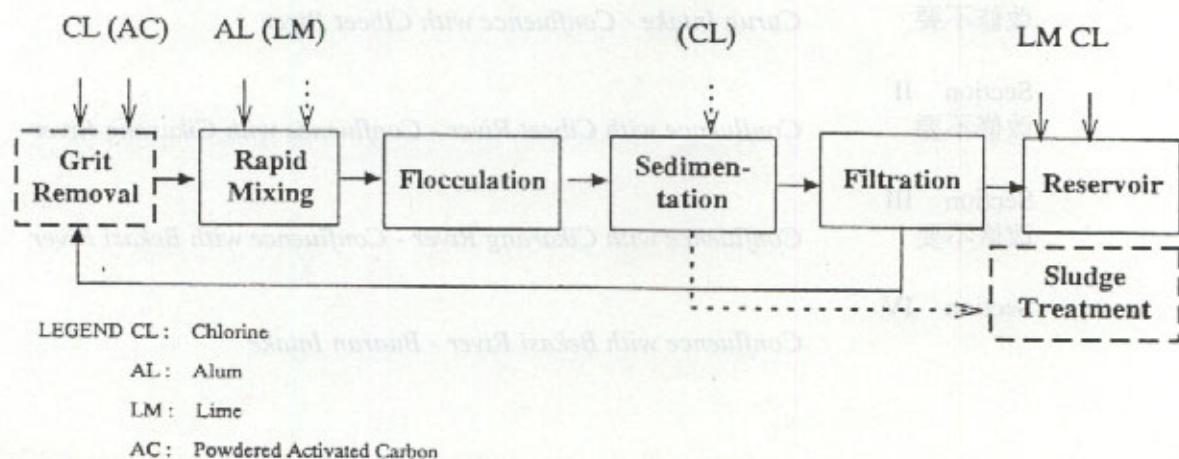 CL (AC) AL (LM) (CL) LM CL
Grit
Removal
Rapid
Mixing
Flocculation
Sedimen-
tation
Filtration
Reservoir
Sludge
Treatment
LEGEND CL : Chlorine
AL : Alum
LM : Lime
AC : Powdered Activated Carbon